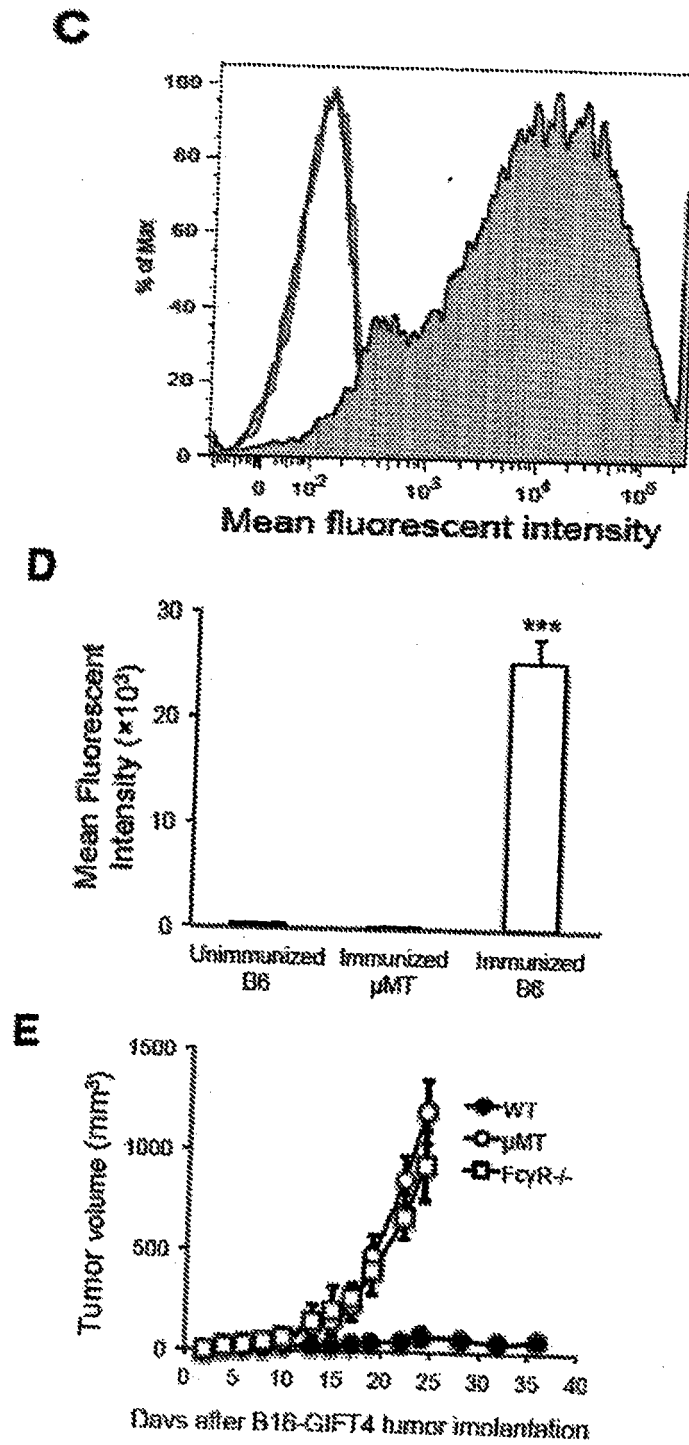 C
100
80
60
40
20
0
% of Max
0 10² 10³ 10⁴ 10⁵
Mean fluorescent intensity
D
Mean Fluorescent
Intensity (×10³)
30
20
10
0
***
Unimmunized Immunized Immunized
B6 µMT B6
E
Tumor volume (mm³)
1500
1000
500
0
WT
µMT
FcγR-/-
0 5 10 15 20 25 30 35 40
Days after B16-GIFT4 tumor implantation